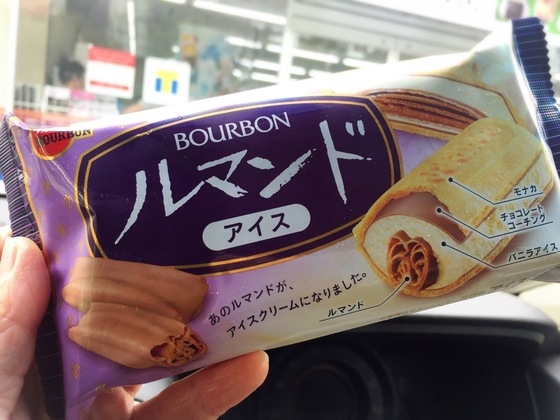 BOURBON
BOURBON
ルマンド
アイス
モナカ
チョコレート
コーチング
バニラアイス
ルマンド
あのルマンドが、
アイスクリームになりました。
T